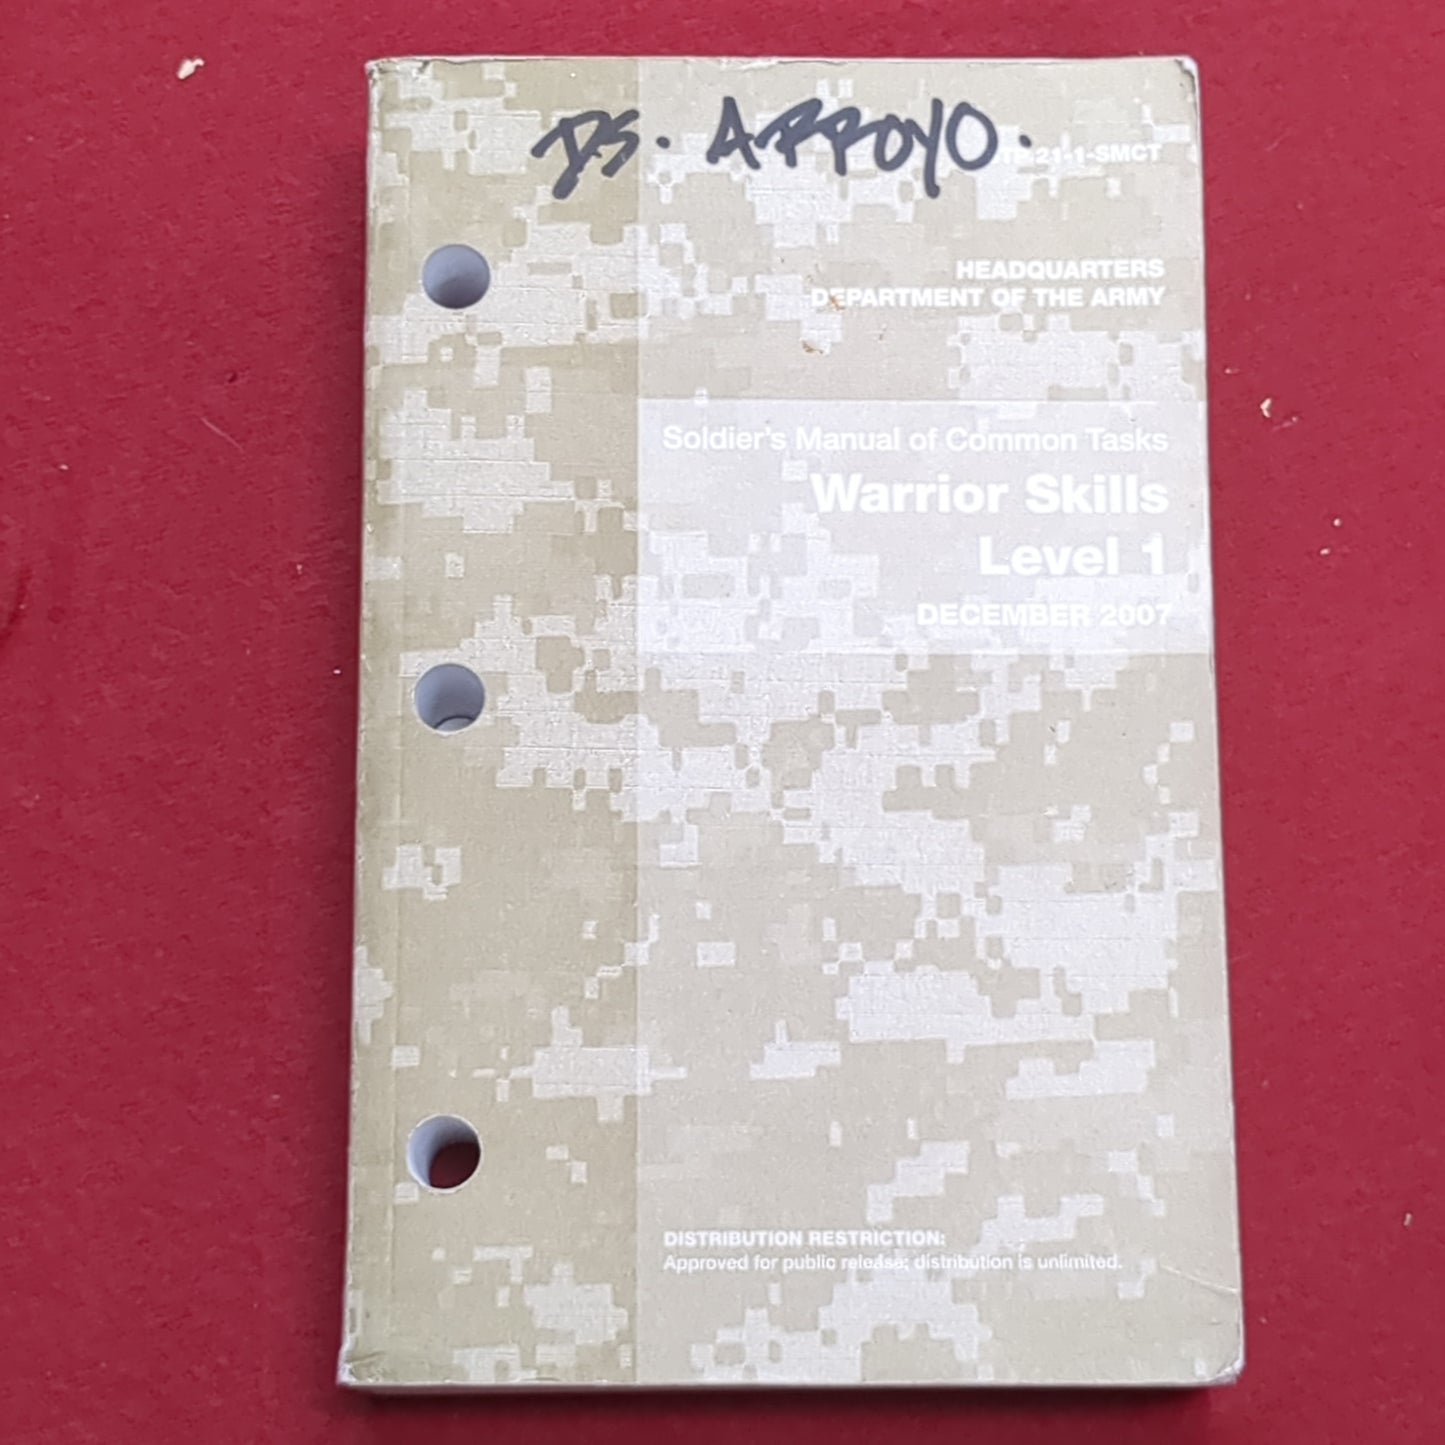 DS. ARROYO.
21-1-SMCT
HEADQUARTERS
DEPARTMENT OF THE ARMY
Soldier's Manual of Common Tasks
Warrior Skills
Level 1
DECEMBER 2007
DISTRIBUTION RESTRICTION:
Approved for public release; distribution is unlimited.